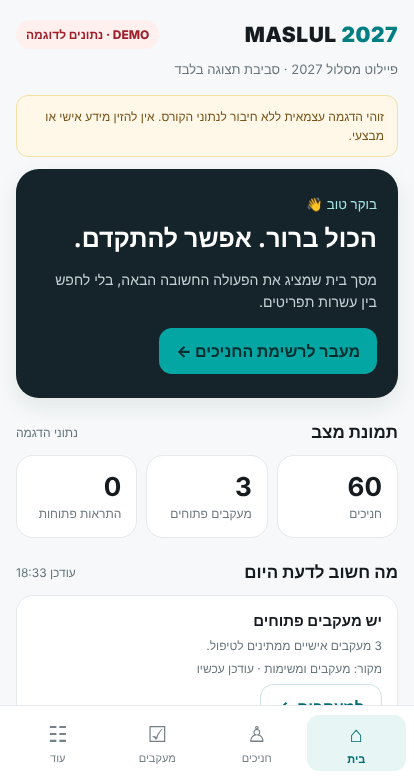 MASLUL 2027
DEMO · נתונים לדוגמה
פיילוט מסלול 2027 · סביבת תצוגה בלבד
זוהי הדגמה עצמאית ללא חיבור לנתוני הקורס. אין להזין מידע אישי או
מבצעי.
בוקר טוב 👋
הכול ברור. אפשר להתקדם.
מסך בית שמציג את הפעולה החשובה הבאה, בלי לחפש
בין עשרות תפריטים.
מעבר לרשימת החניכים ←
תמונת מצב
נתוני הדגמה
60
חניכים
3
מעקבים פתוחים
0
התראות פתוחות
מה חשוב לדעת היום
עודכן 18:33
יש מעקבים פתוחים
3 מעקבים אישיים ממתינים לטיפול.
מקור: מעקבים ומשימות · עודכן עכשיו
למעקבים ←
בית
חניכים
מעקבים
עוד